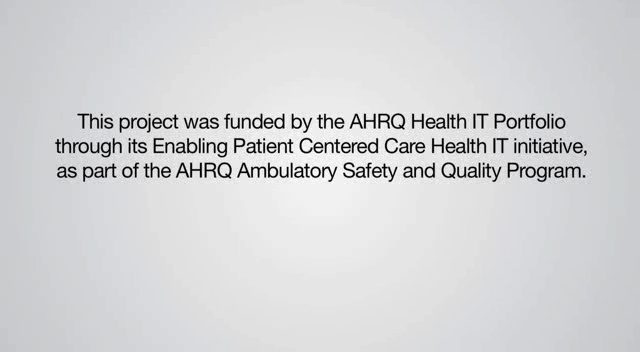 This project was funded by the AHRQ Health IT Portfolio
through its Enabling Patient Centered Care Health IT initiative,
as part of the AHRQ Ambulatory Safety and Quality Program.